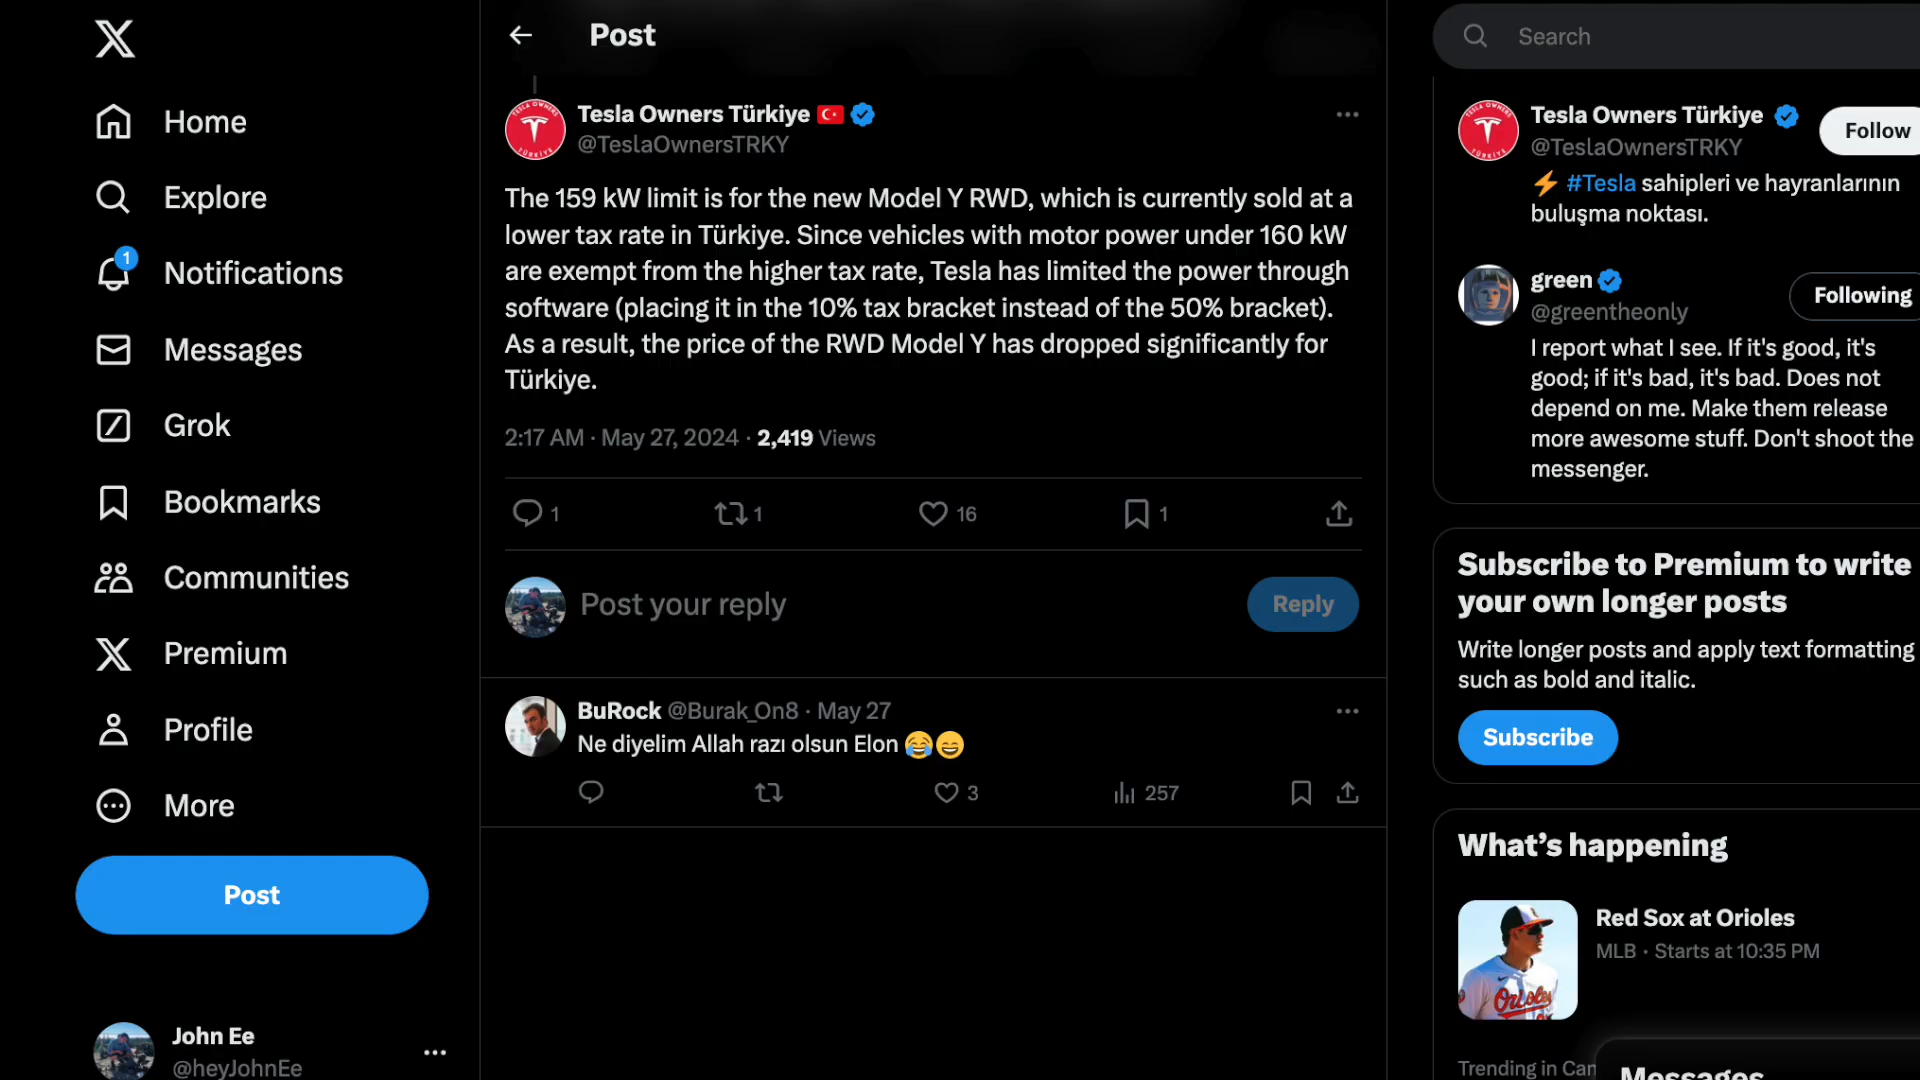 Home
Explore
1
Notifications
Messages
Grok
Bookmarks
Communities
Premium
Profile
More
Post
John Ee
@heyJohnEe
Post
Tesla Owners Türkiye 🇹🇷
@TeslaOwnersTRKY
The 159 kW limit is for the new Model Y RWD, which is currently sold at a
lower tax rate in Türkiye. Since vehicles with motor power under 160 kW
are exempt from the higher tax rate, Tesla has limited the power through
software (placing it in the 10% tax bracket instead of the 50% bracket).
As a result, the price of the RWD Model Y has dropped significantly for
Türkiye.
2:17 AM · May 27, 2024 · 2,419 Views
1 1 16 1
Post your reply
Reply
BuRock @Burak_On8 · May 27
Ne diyelim Allah razı olsun Elon 😂😄
3 257
Search
Tesla Owners Türkiye
@TeslaOwnersTRKY
Follow
⚡ #Tesla sahipleri ve hayranlarının
buluşma noktası.
green
@greentheonly
Following
I report what I see. If it's good, it's
good; if it's bad, it's bad. Does not
depend on me. Make them release
more awesome stuff. Don't shoot the
messenger.
Subscribe to Premium to write
your own longer posts
Write longer posts and apply text formatting
such as bold and italic.
Subscribe
What's happening
Red Sox at Orioles
MLB · Starts at 10:35 PM
Orioles
Trending in Can
Messages